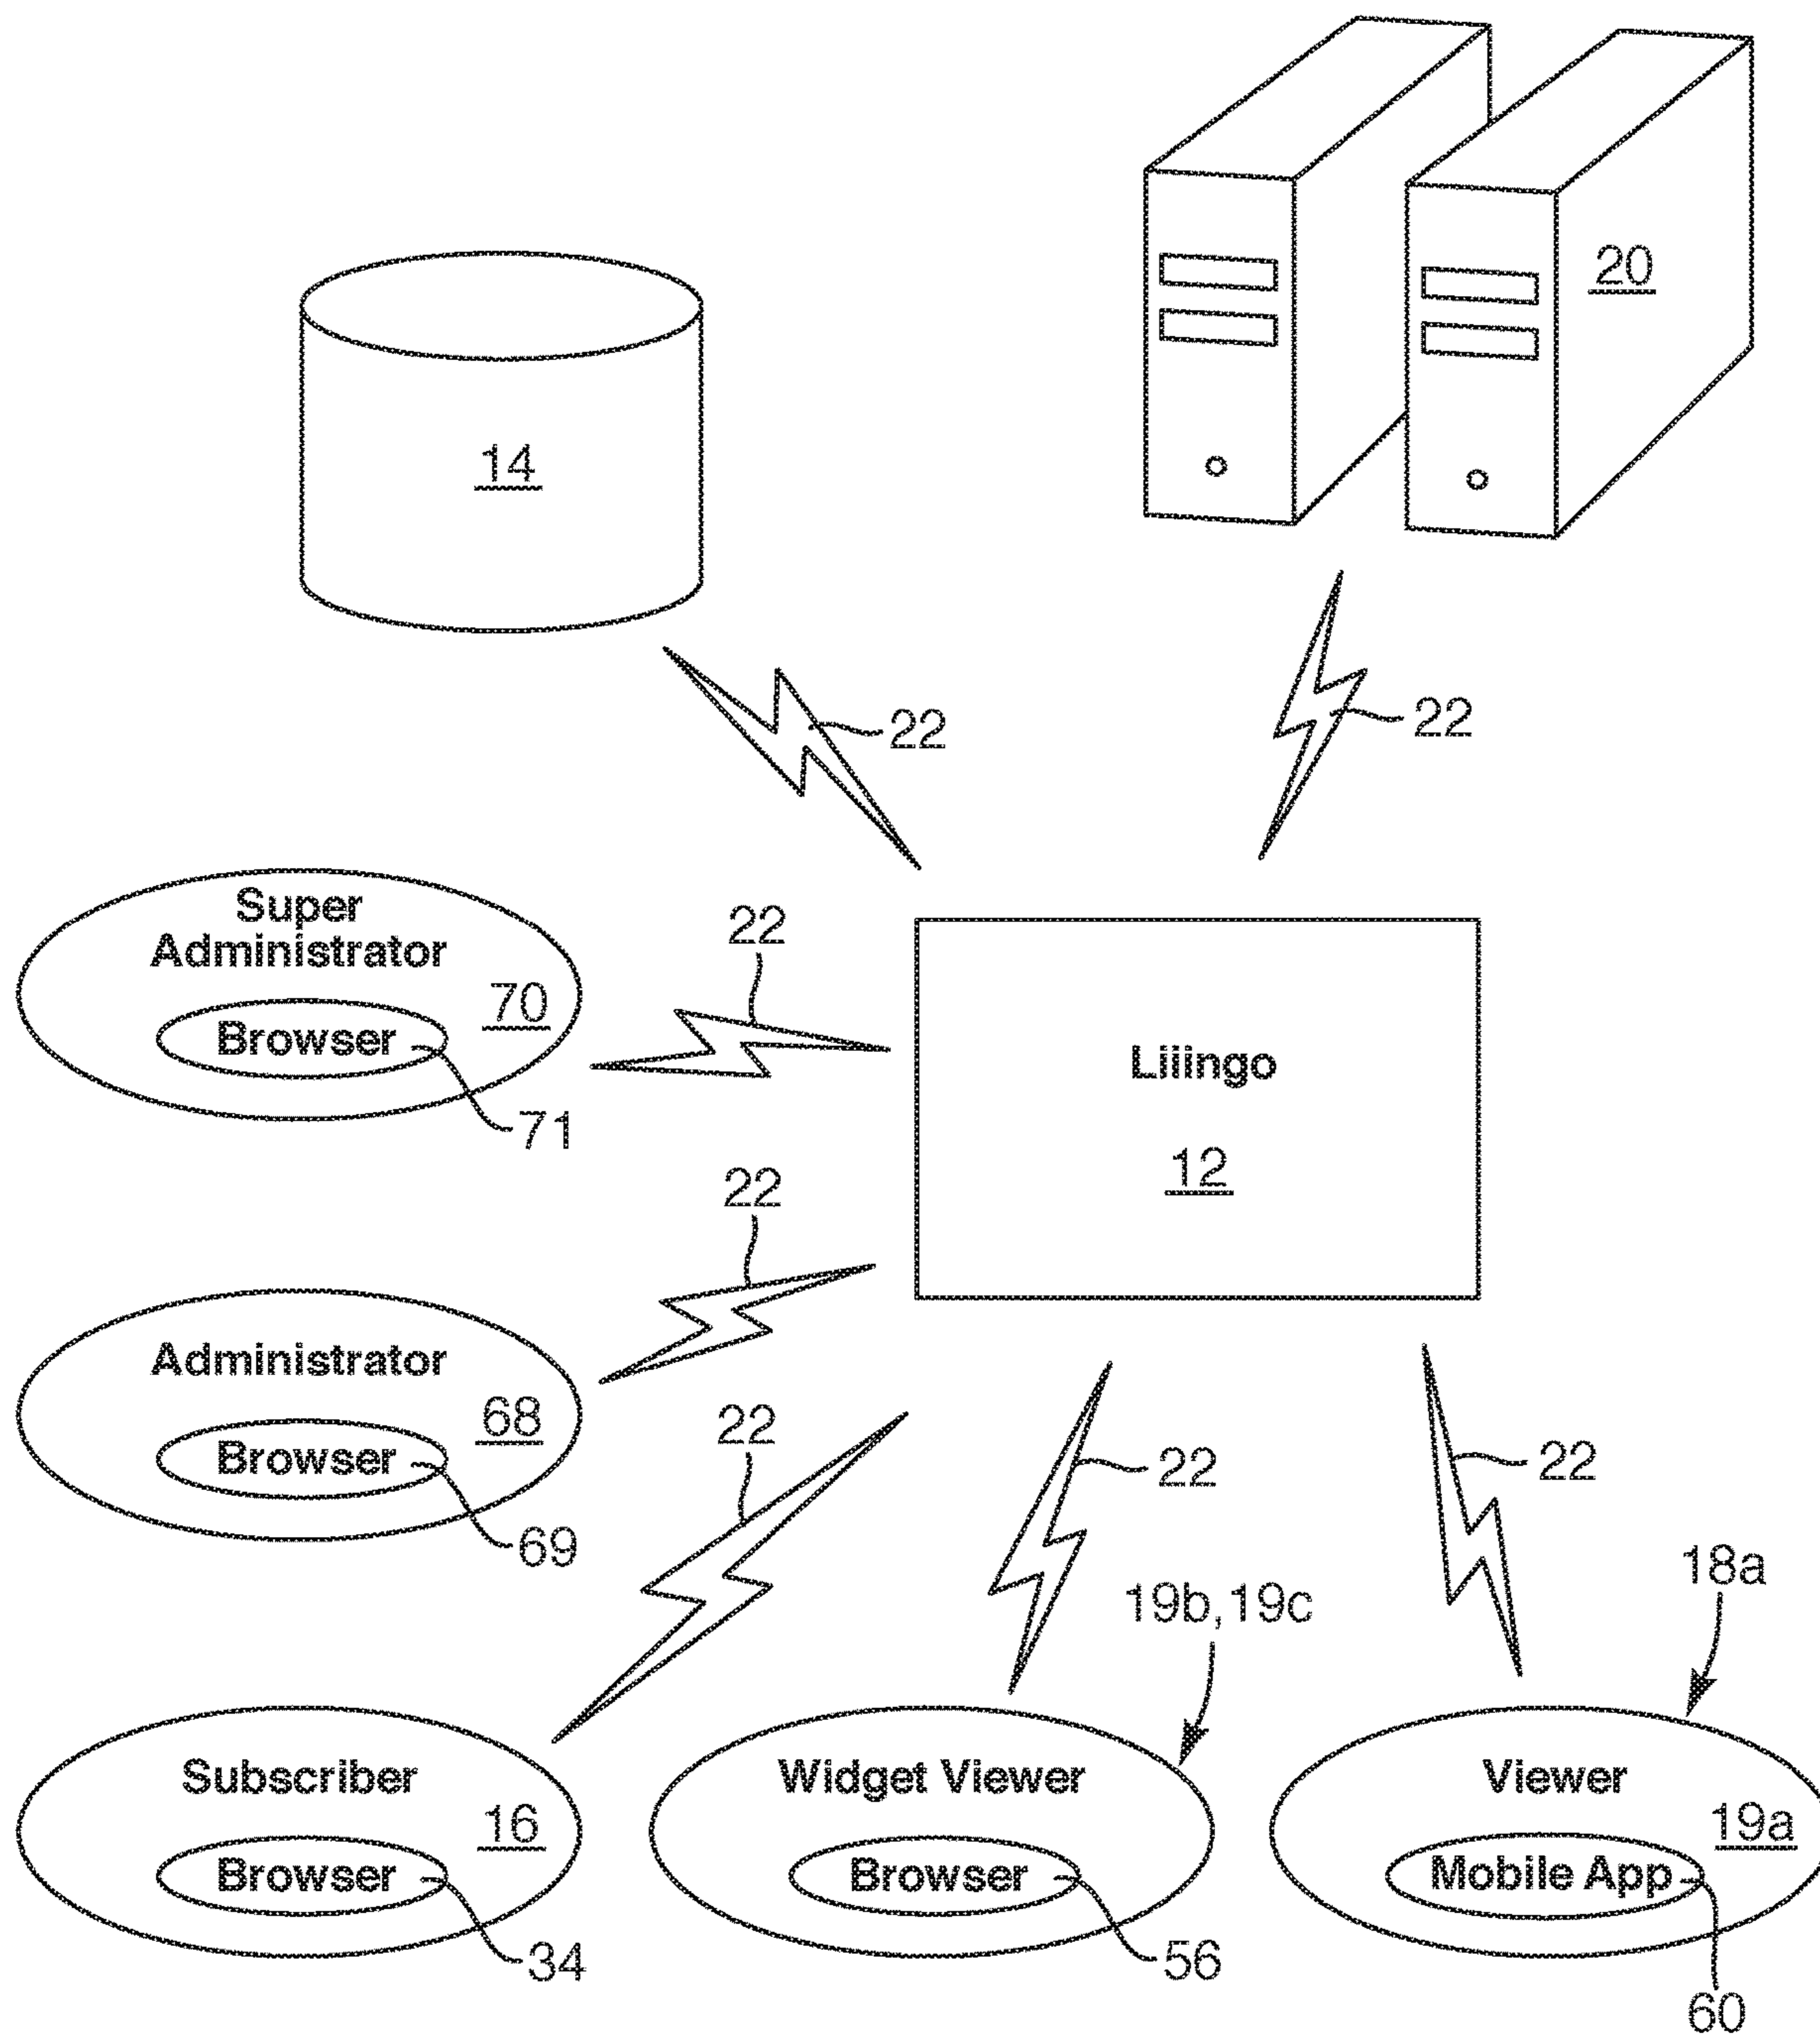 20
14
22
22
Super
Administrator
70
Browser
71
22
Liiingo
12
22
Administrator
68
Browser
69
22
22
22
19b, 19c
18a
Subscriber
16
Browser
34
Widget Viewer
Browser
56
Viewer
19a
Mobile App
60